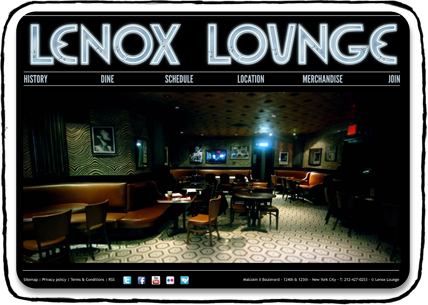 LENOX LOUNGE
HISTORY DINE SCHEDULE LOCATION MERCHANDISE JOIN
Sitemap | Privacy policy | Terms & Conditions | RSS
Malcolm X Boulevard - 124th & 125th - New York City - T: 212-427-0253 - © Lenox Lounge